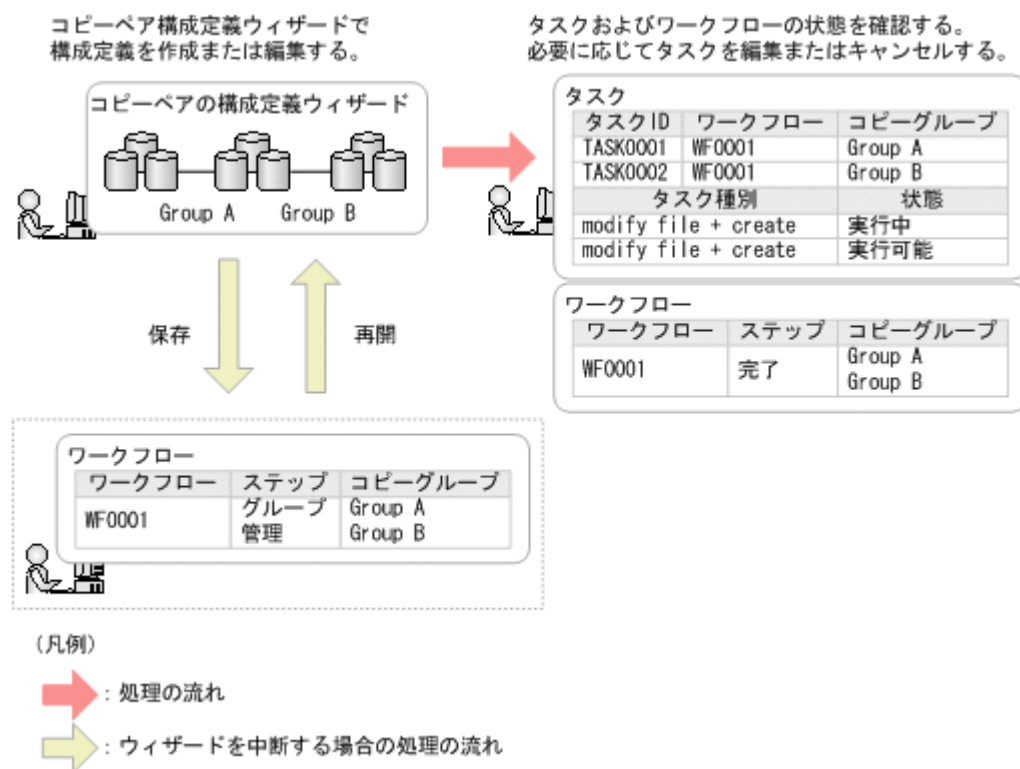 コピーペア構成定義ウィザードで
構成定義を作成または編集する。
コピーペアの構成定義ウィザード
Group A Group B
保存
再開
ワークフロー
ワークフロー ステップ コピーグループ
WF0001 グループ管理 Group A
Group B
タスクおよびワークフローの状態を確認する。
必要に応じてタスクを編集またはキャンセルする。
タスク
タスクID ワークフロー コピーグループ
TASK0001 WF0001 Group A
TASK0002 WF0001 Group B
タスク種別 状態
modify file + create 実行中
modify file + create 実行可能
ワークフロー
ワークフロー ステップ コピーグループ
WF0001 完了 Group A
Group B
(凡例)
：処理の流れ
：ウィザードを中断する場合の処理の流れ